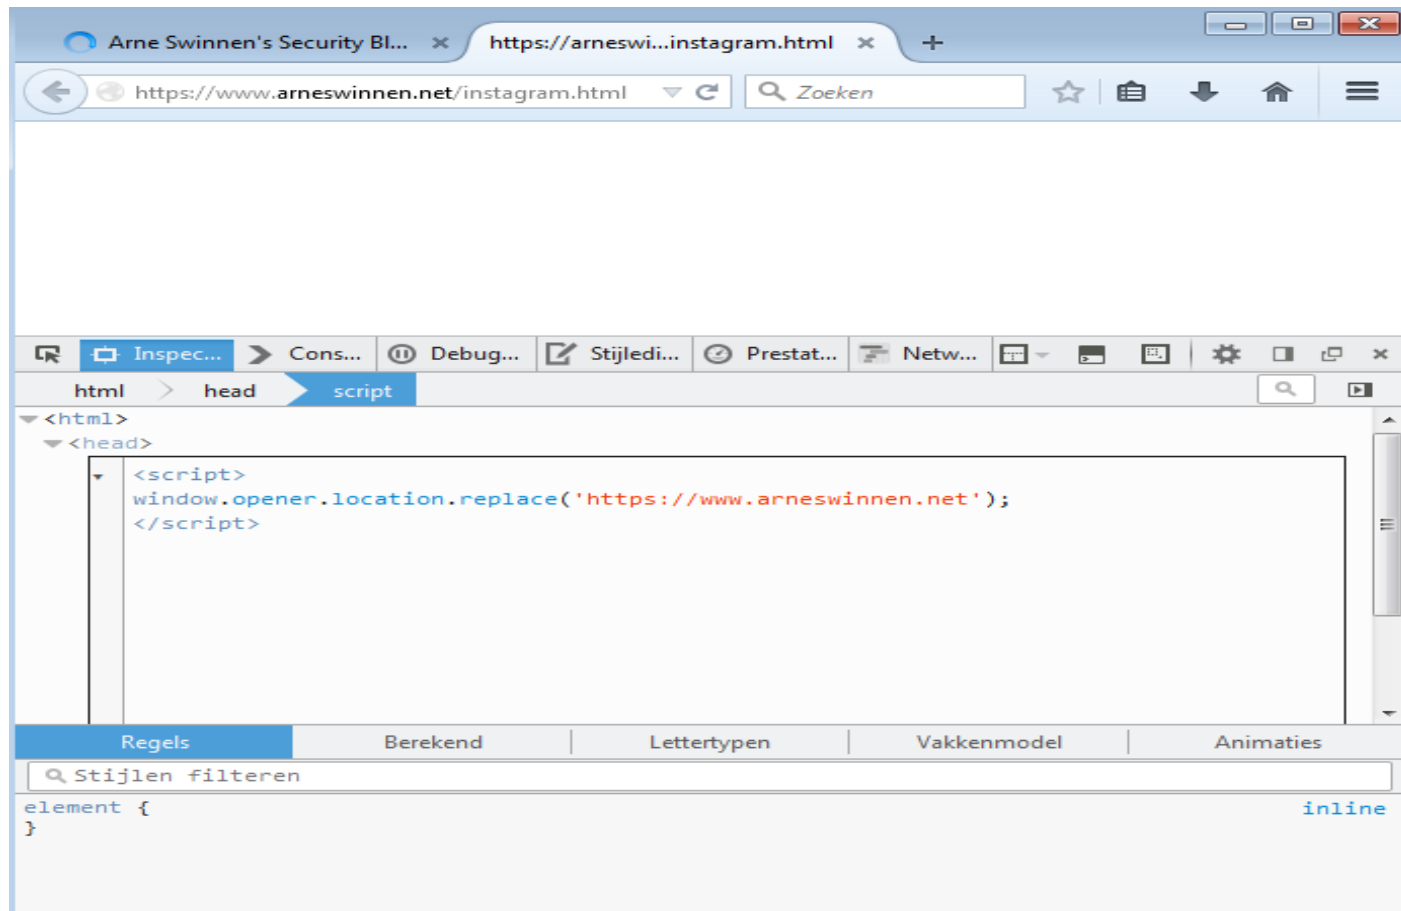 Arne Swinnen's Security Bl... https://arneswi...instagram.html
https://www.arneswinnen.net/instagram.html Zoeken
Inspec... Cons... Debug... Stijledi... Prestat... Netw...
html head script
<html>
<head>
<script>
window.opener.location.replace('https://www.arneswinnen.net');
</script>
Regels Berekend Lettertypen Vakkenmodel Animaties
Stijlen filteren
element { inline
}